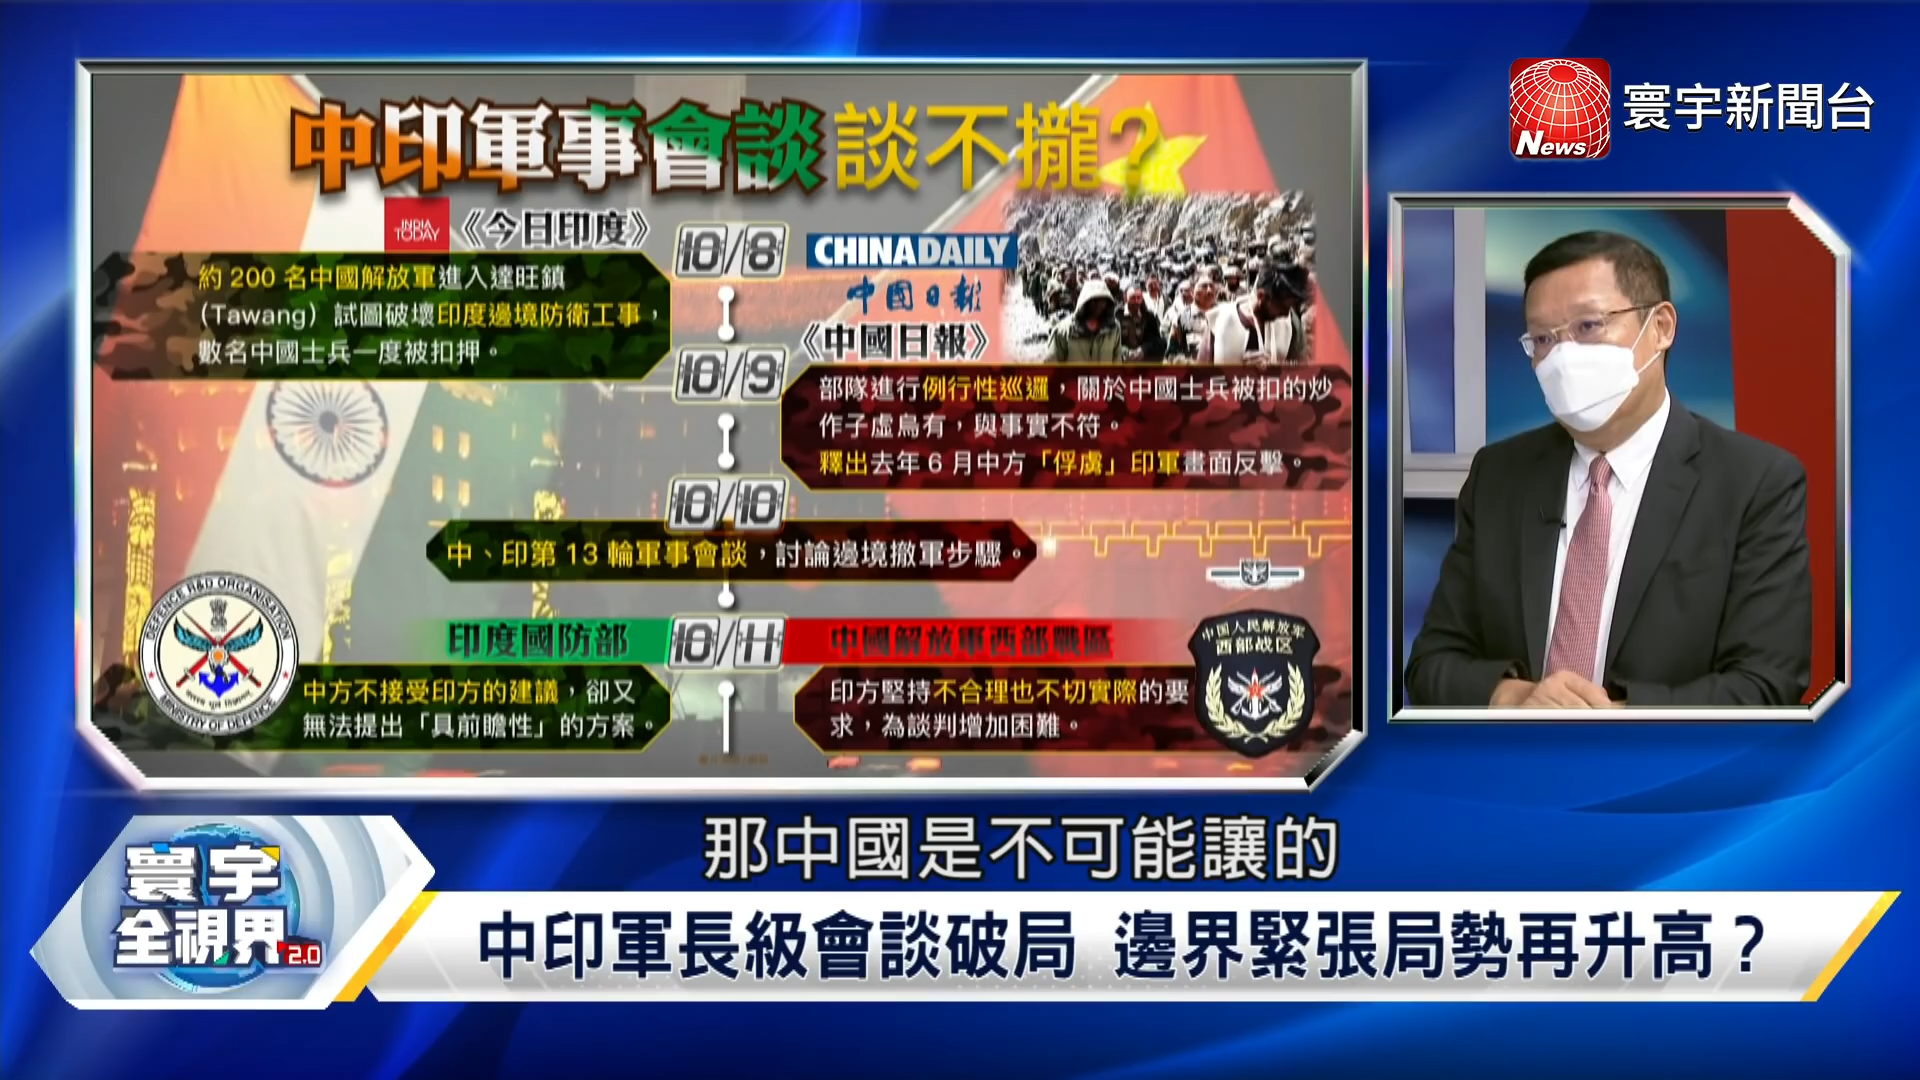 中印軍事會談談不攏?
News
寰宇新聞台
INDIA
TODAY
《今日印度》
10/8
CHINADAILY
中國日報
《中國日報》
約 200 名中國解放軍進入達旺鎮
（Tawang）試圖破壞印度邊境防衛工事，
數名中國士兵一度被扣押。
10/9
部隊進行例行性巡邏，關於中國士兵被扣的炒
作子虛烏有，與事實不符。
釋出去年 6 月中方「俘虜」印軍畫面反擊。
10/10
中、印第 13 輪軍事會談，討論邊境撤軍步驟。
DEFENCE R&D ORGANISATION
MINISTRY OF DEFENCE
印度國防部
10/11
中國解放軍西部戰區
中国人民解放军
西部战区
中方不接受印方的建議，卻又
無法提出「具前瞻性」的方案。
印方堅持不合理也不切實際的要
求，為談判增加困難。
那中國是不可能讓的
寰宇
全視界2.0
中印軍長級會談破局 邊界緊張局勢再升高？